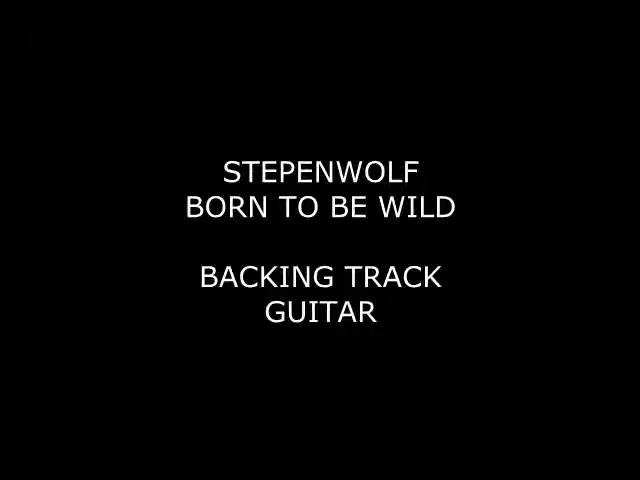 STEPENWOLF
BORN TO BE WILD
BACKING TRACK
GUITAR